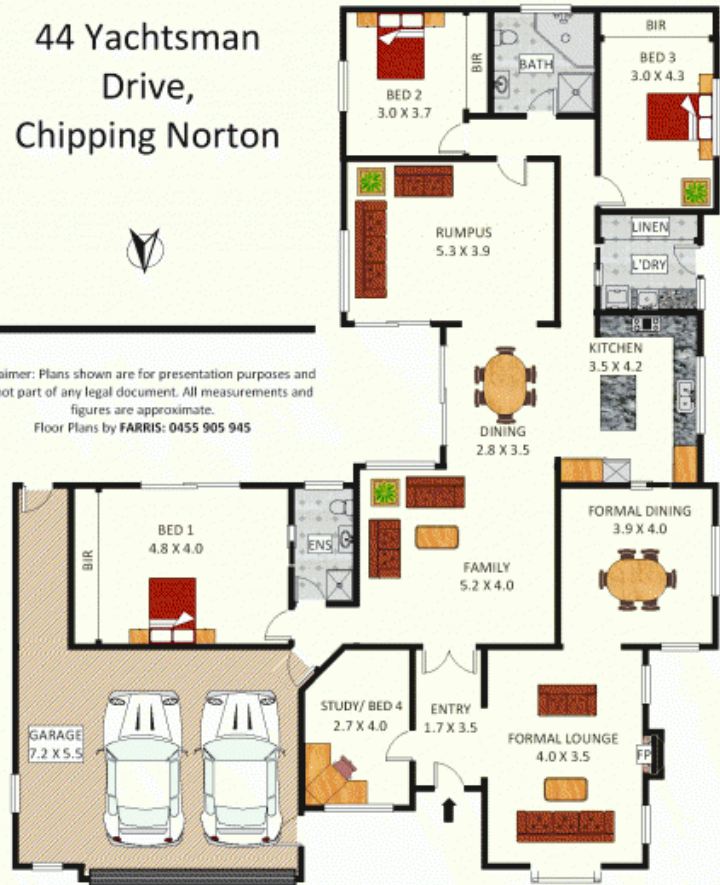 44 Yachtsman
Drive,
Chipping Norton
BIR
BED 2
3.0 X 3.7
BIR
BATH
BED 3
3.0 X 4.3
RUMPUS
5.3 X 3.9
LINEN
L'DRY
KITCHEN
3.5 X 4.2
aimer: Plans shown are for presentation purposes and
not part of any legal document. All measurements and
figures are approximate.
Floor Plans by FARRIS: 0455 905 945
DINING
2.8 X 3.5
BED 1
4.8 X 4.0
BIR
ENS
FAMILY
5.2 X 4.0
FORMAL DINING
3.9 X 4.0
GARAGE
7.2 X 5.5
STUDY/ BED 4
2.7 X 4.0
ENTRY
1.7 X 3.5
FORMAL LOUNGE
4.0 X 3.5
FP